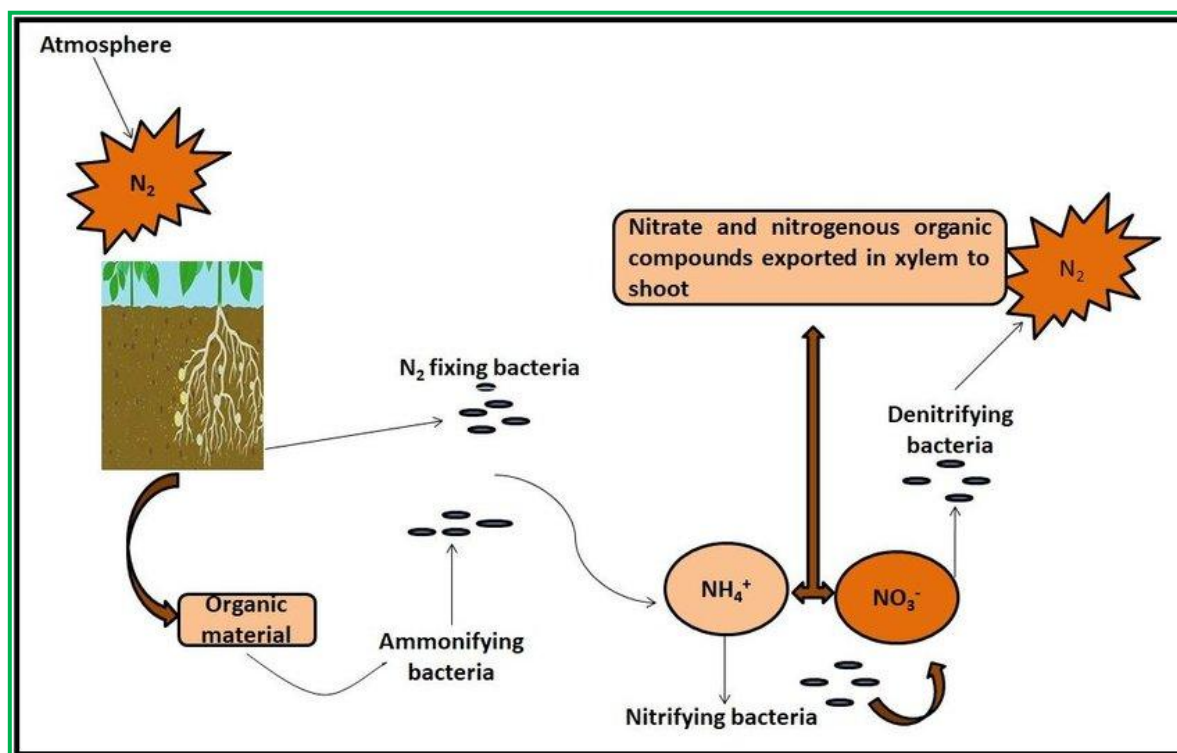 Atmosphere
N₂
Nitrate and nitrogenous organic
compounds exported in xylem to
shoot
N₂
N₂ fixing bacteria
Denitrifying
bacteria
NH₄⁺
NO₃⁻
Organic
material
Ammonifying
bacteria
Nitrifying bacteria